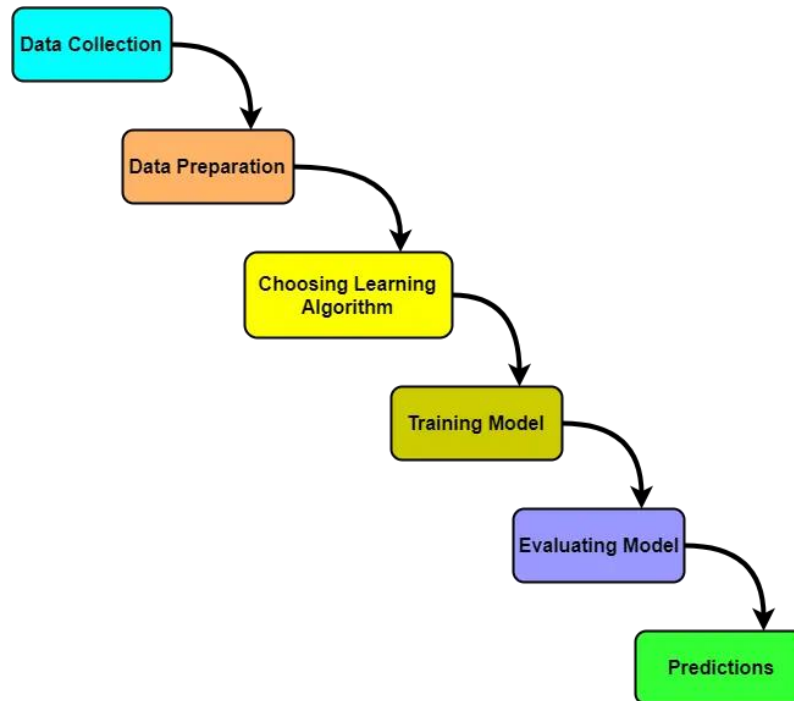 Data Collection
Data Preparation
Choosing Learning
Algorithm
Training Model
Evaluating Model
Predictions